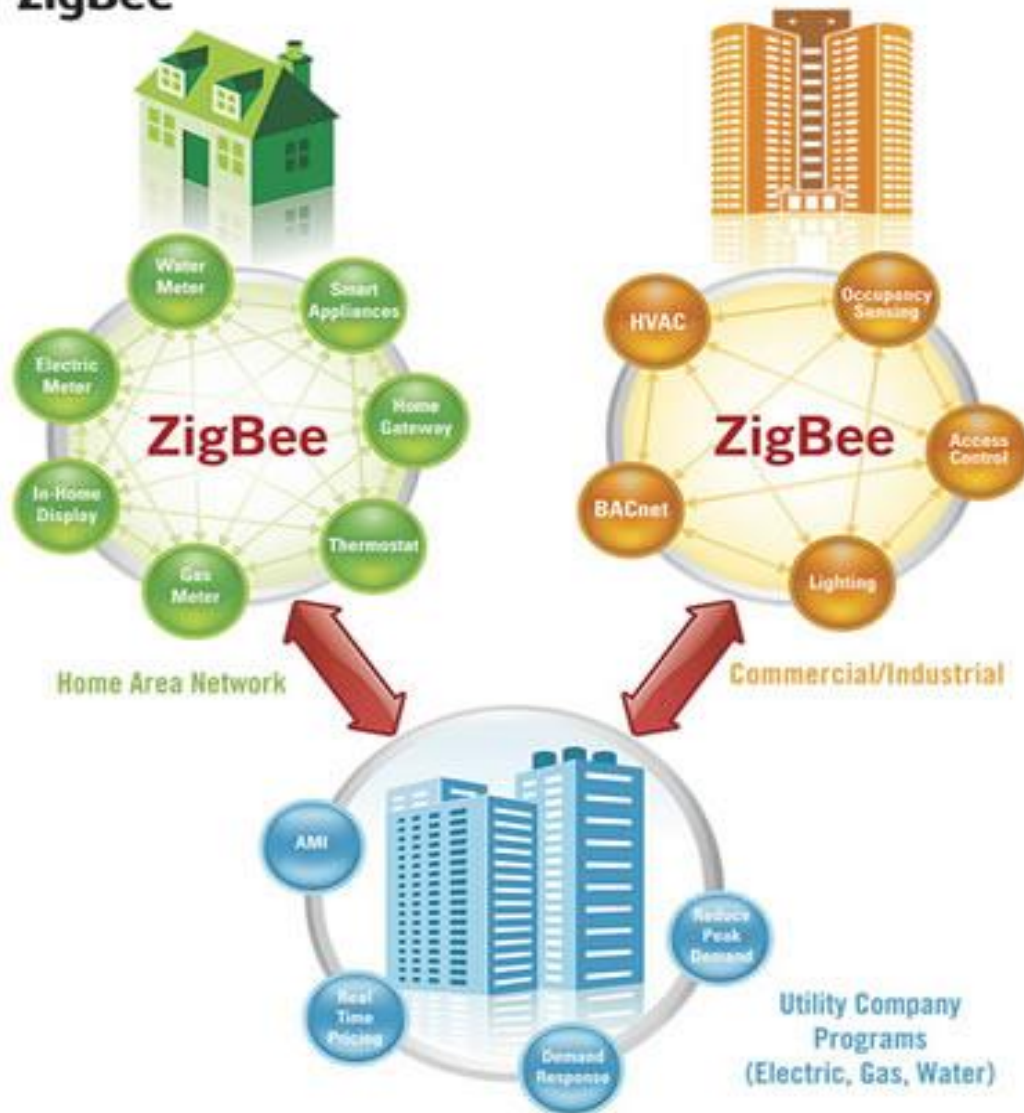 ZigBee
Water
Meter
Smart
Appliances
Electric
Meter
Home
Gateway
ZigBee
In-Home
Display
Thermostat
Gas
Meter
Home Area Network
HVAC
Occupancy
Sensing
ZigBee
Access
Control
BACnet
Lighting
Commercial/Industrial
AMI
Reduce
Peak
Demand
Real
Time
Pricing
Demand
Response
Utility Company
Programs
(Electric, Gas, Water)